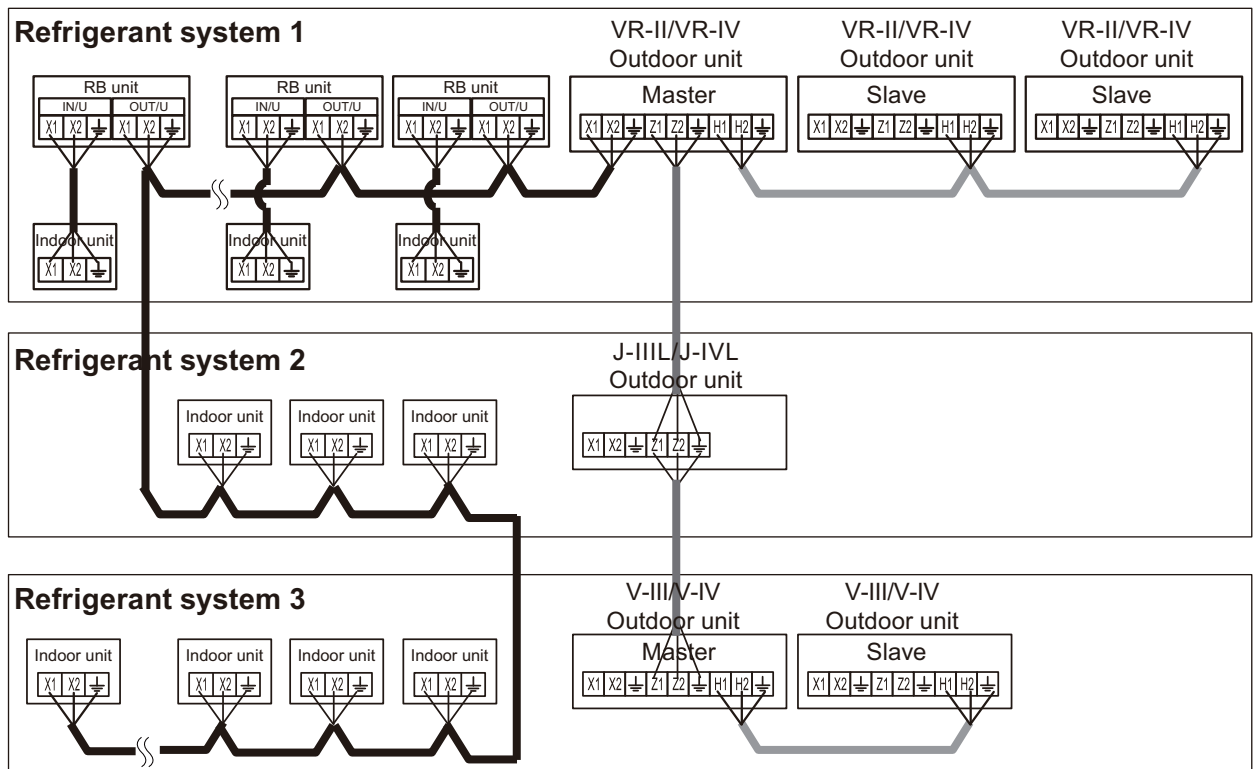 Refrigerant system 1
VR-II/VR-IV
Outdoor unit
VR-II/VR-IV
Outdoor unit
VR-II/VR-IV
Outdoor unit
RB unit
IN/U OUT/U
X1 X2 X1 X2
RB unit
IN/U OUT/U
X1 X2 X1 X2
RB unit
IN/U OUT/U
X1 X2 X1 X2
Master
X1 X2 Z1 Z2 H1 H2
Slave
X1 X2 Z1 Z2 H1 H2
Slave
X1 X2 Z1 Z2 H1 H2
Indoor unit
X1 X2
Indoor unit
X1 X2
Indoor unit
X1 X2
Refrigerant system 2
J-IIIL/J-IVL
Outdoor unit
Indoor unit
X1 X2
Indoor unit
X1 X2
Indoor unit
X1 X2
X1 X2 Z1 Z2
Refrigerant system 3
V-III/V-IV
Outdoor unit
V-III/V-IV
Outdoor unit
Indoor unit
X1 X2
Indoor unit
X1 X2
Indoor unit
X1 X2
Indoor unit
X1 X2
Master
X1 X2 Z1 Z2 H1 H2
Slave
X1 X2 Z1 Z2 H1 H2